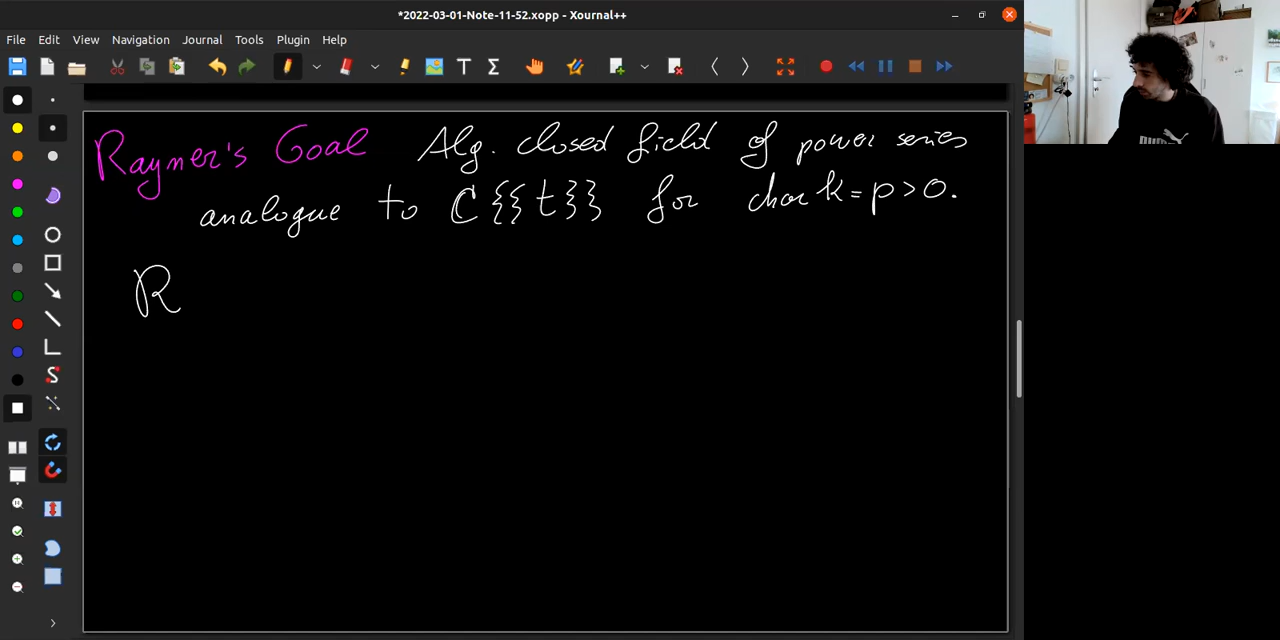 *2022-03-01-Note-11-52.xopp - Xournal++
File Edit View Navigation Journal Tools Plugin Help
Rayner's Goal Alg. closed field of power series
analogue to ℂ{{t}} for char k = p > 0.
R
PUMA